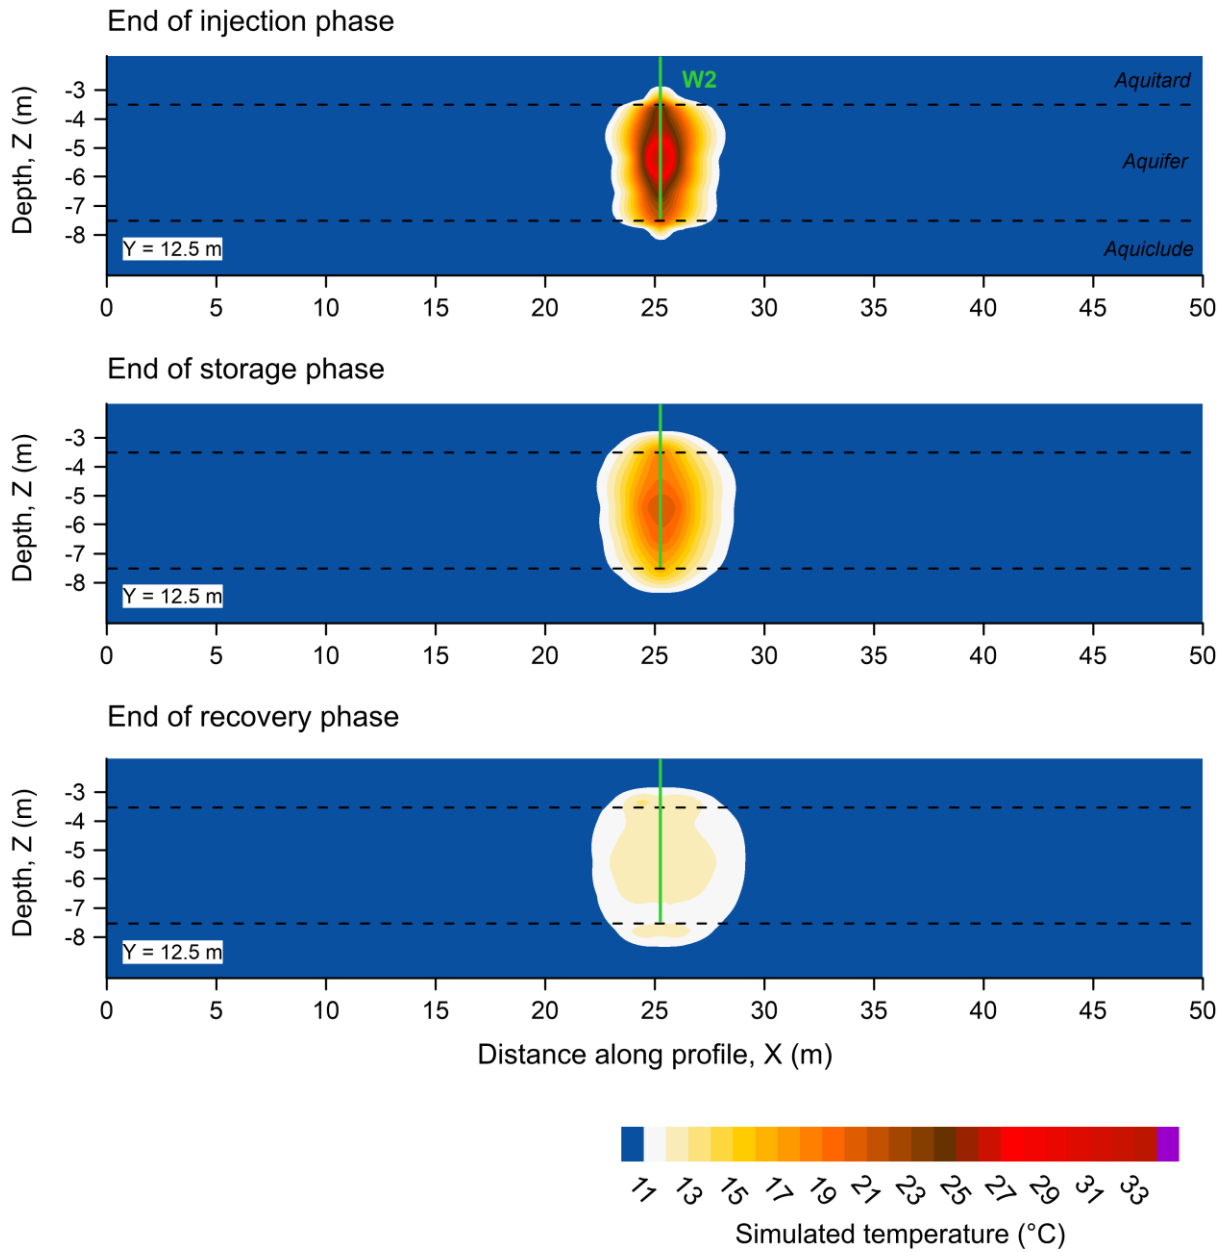 End of injection phase
W2
Aquitard
Aquifer
Aquiclude
Depth, Z (m)
-3
-4
-5
-6
-7
-8
Y = 12.5 m
0 5 10 15 20 25 30 35 40 45 50
End of storage phase
Depth, Z (m)
-3
-4
-5
-6
-7
-8
Y = 12.5 m
0 5 10 15 20 25 30 35 40 45 50
End of recovery phase
Depth, Z (m)
-3
-4
-5
-6
-7
-8
Y = 12.5 m
0 5 10 15 20 25 30 35 40 45 50
Distance along profile, X (m)
11 13 15 17 19 21 23 25 27 29 31 33
Simulated temperature (°C)